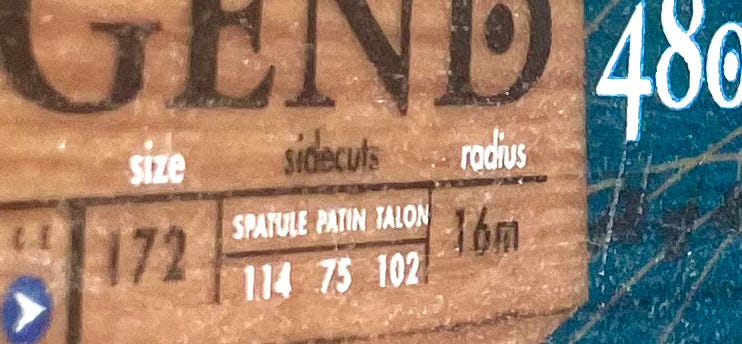 GEND 480
size sidecuts radius
172 SPATULE PATIN TALON 16m
114 75 102